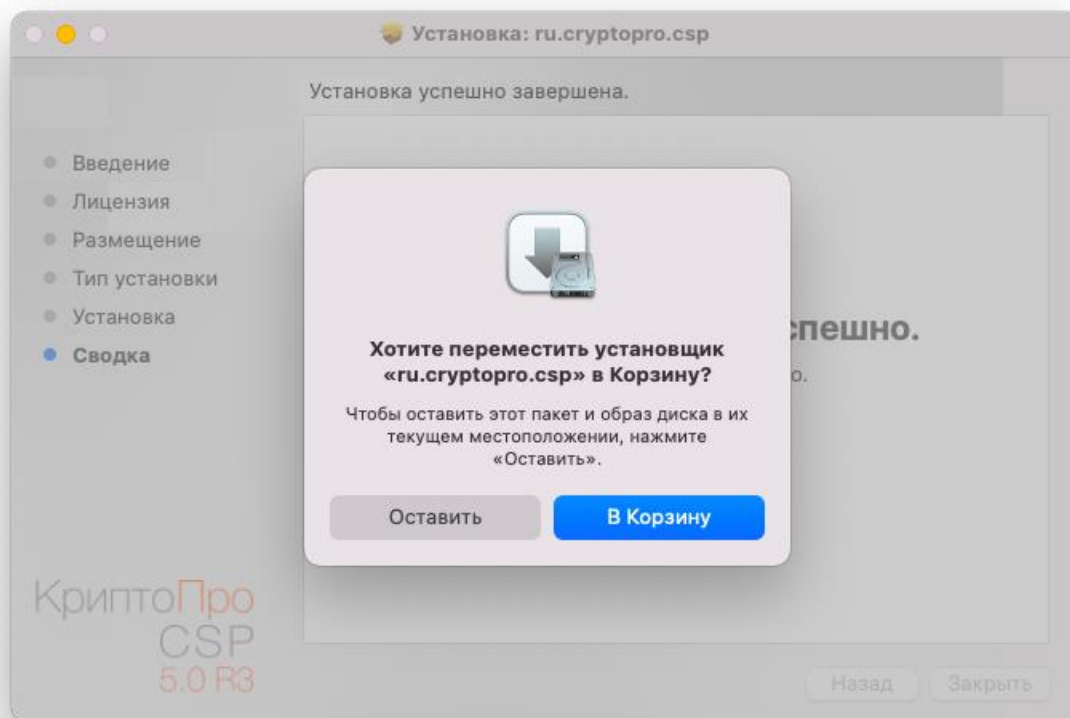 Установка: ru.cryptopro.csp
Установка успешно завершена.
Введение
Лицензия
Размещение
Тип установки
Установка
Сводка
спешно.
о.
Хотите переместить установщик
«ru.cryptopro.csp» в Корзину?
Чтобы оставить этот пакет и образ диска в их
текущем местоположении, нажмите
«Оставить».
Оставить
В Корзину
КриптоПро
CSP
5.0 R3
Назад
Закрыть